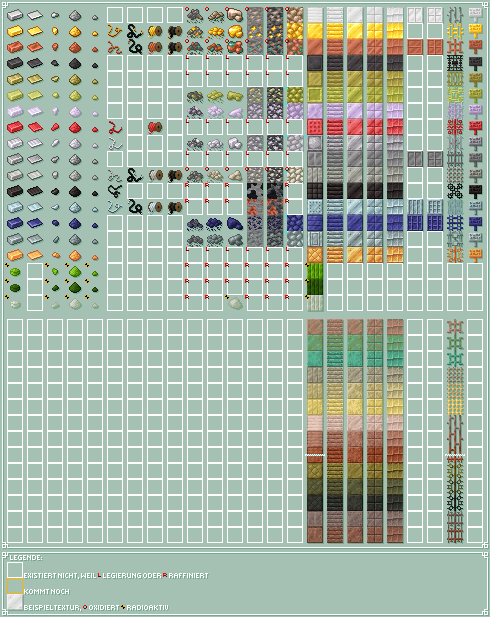 LEGENDE:
EXISTIERT NICHT, WEIL L LEGIERUNG ODER R RAFFINIERT
KOMMT NOCH
BEISPIELTEXTUR, O OXIDIERT RADIOAKTIV